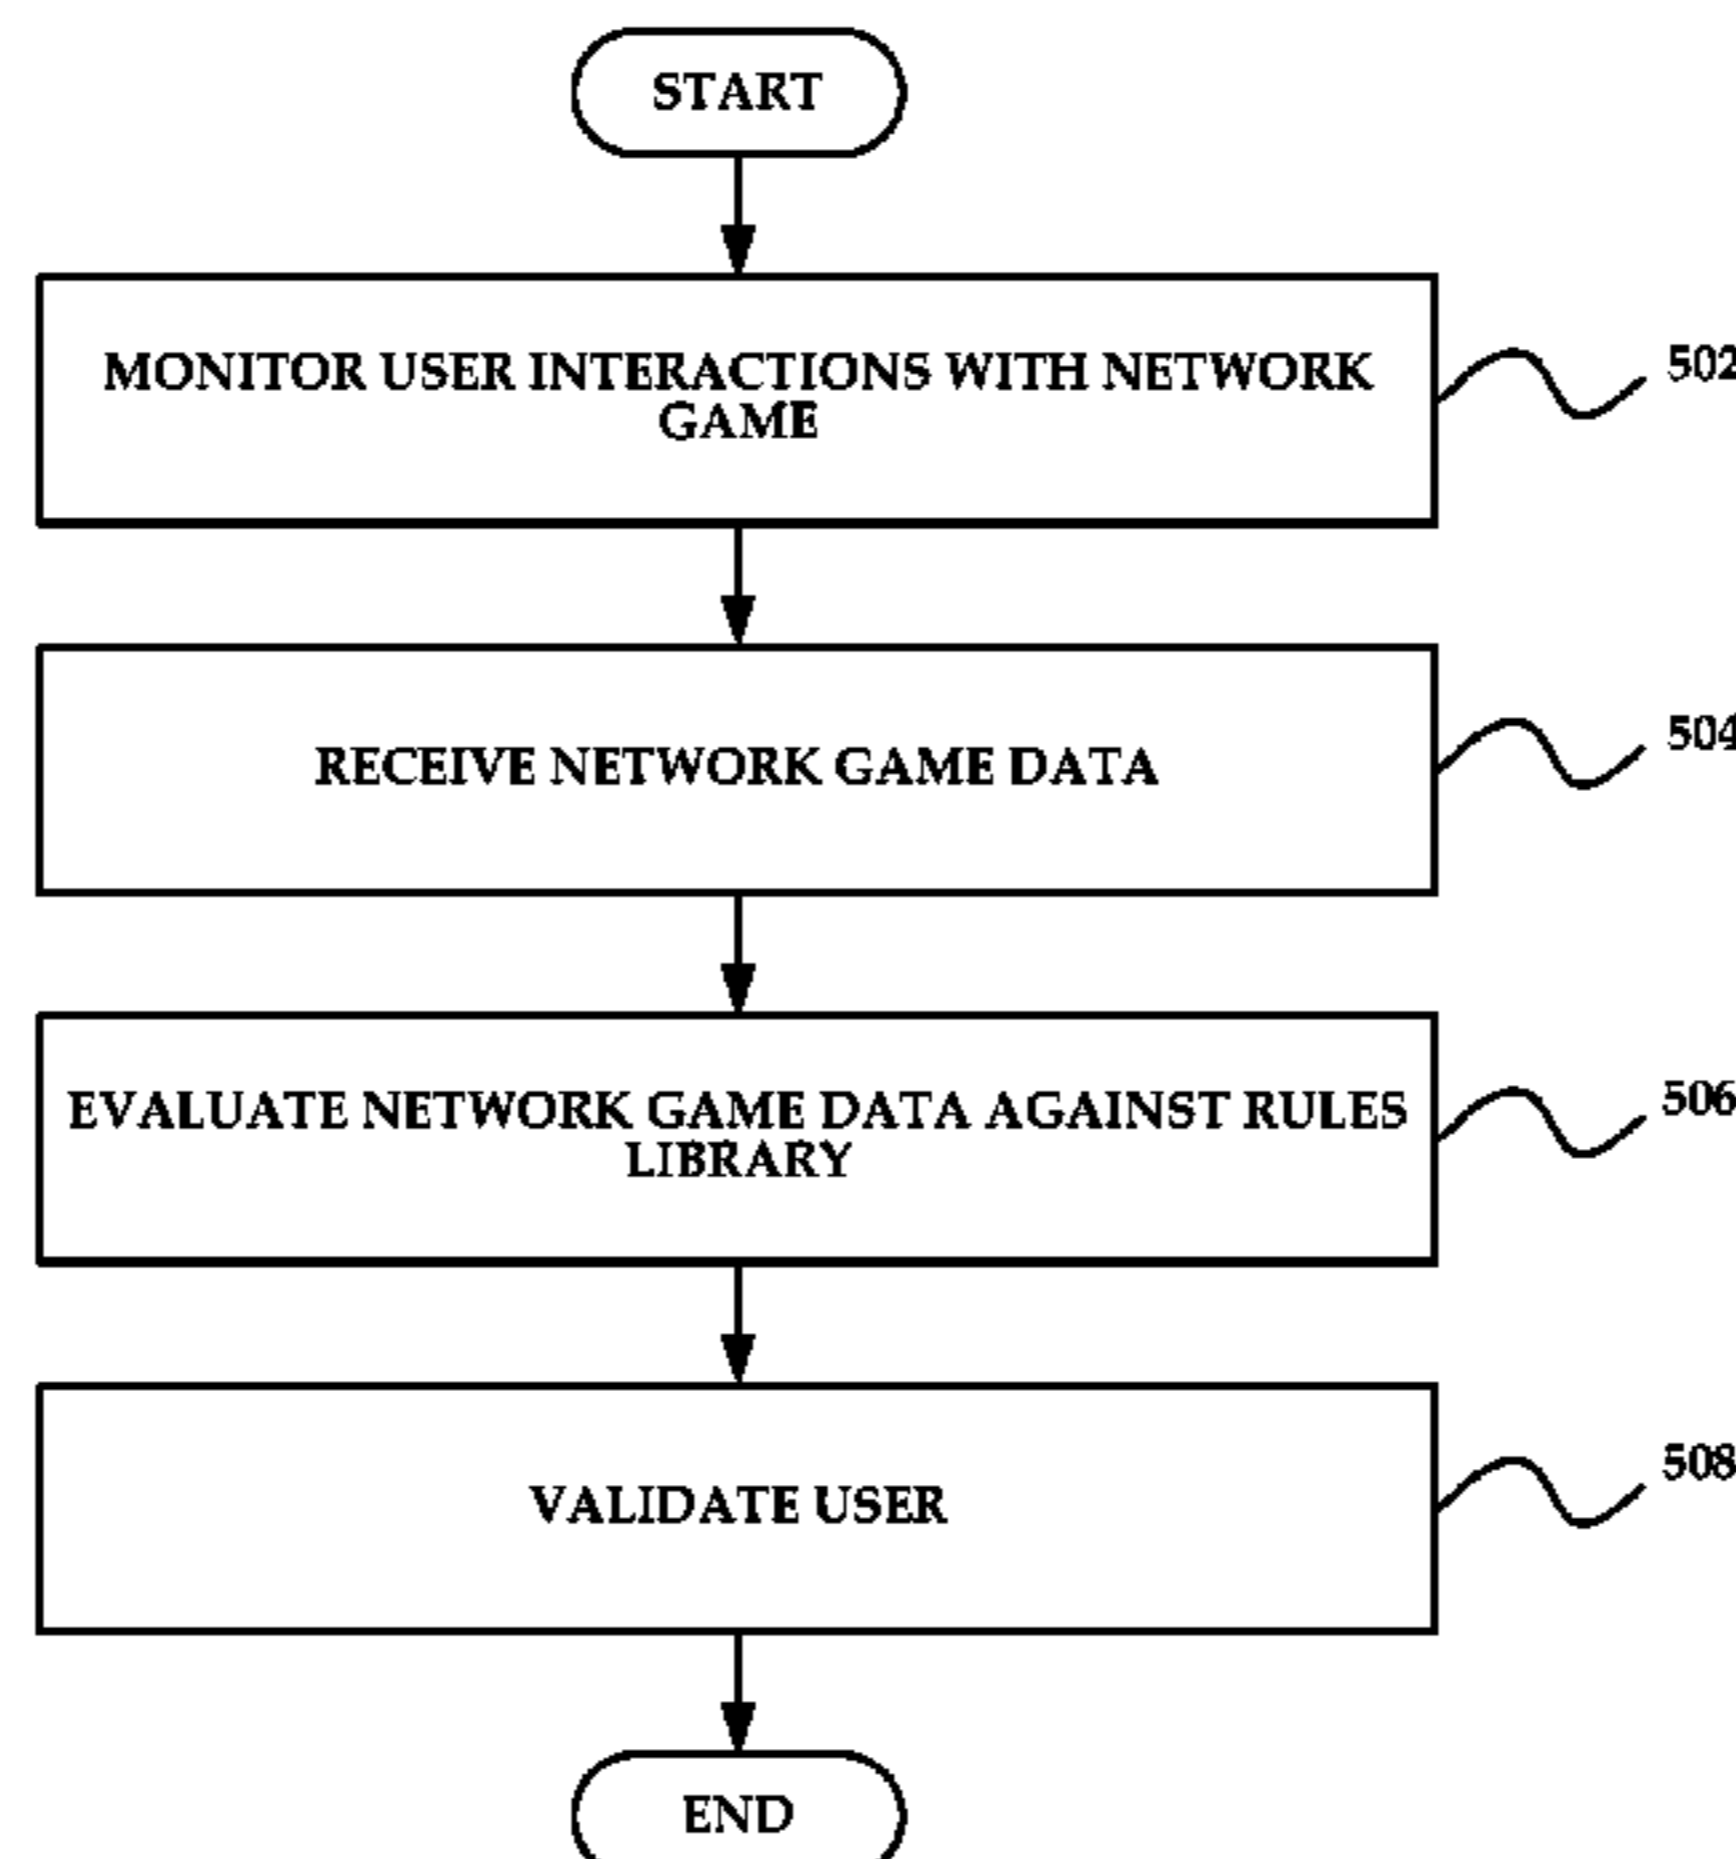 START
MONITOR USER INTERACTIONS WITH NETWORK
GAME
502
RECEIVE NETWORK GAME DATA
504
EVALUATE NETWORK GAME DATA AGAINST RULES
LIBRARY
506
VALIDATE USER
508
END